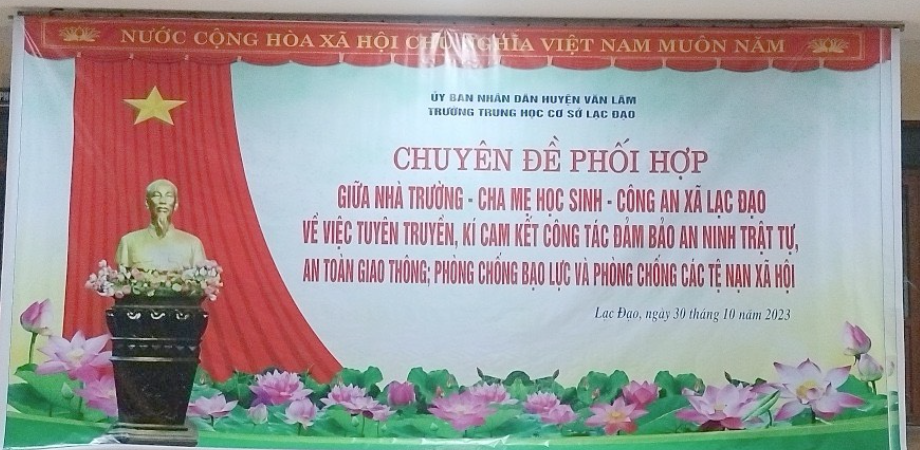 NƯỚC CỘNG HÒA XÃ HỘI CHỦ NGHĨA VIỆT NAM MUÔN NĂM
ỦY BAN NHÂN DÂN HUYỆN VĂN LÂM
TRƯỜNG TRUNG HỌC CƠ SỞ LẠC ĐẠO
CHUYÊN ĐỀ PHỐI HỢP
GIỮA NHÀ TRƯỜNG - CHA MẸ HỌC SINH - CÔNG AN XÃ LẠC ĐẠO
VỀ VIỆC TUYÊN TRUYỀN, KÍ CAM KẾT CÔNG TÁC ĐẢM BẢO AN NINH TRẬT TỰ,
AN TOÀN GIAO THÔNG; PHÒNG CHỐNG BẠO LỰC VÀ PHÒNG CHỐNG CÁC TỆ NẠN XÃ HỘI
Lạc Đạo, ngày 30 tháng 10 năm 2023